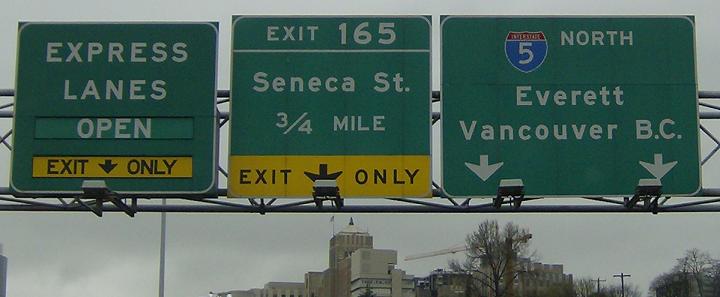 EXPRESS
LANES
OPEN
EXIT ONLY
EXIT 165
Seneca St.
3/4 MILE
EXIT ONLY
INTERSTATE
5
NORTH
Everett
Vancouver B.C.